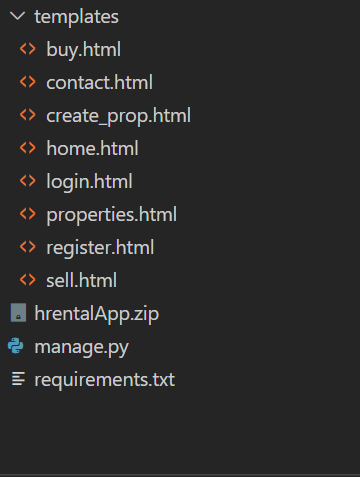 templates
buy.html
contact.html
create_prop.html
home.html
login.html
properties.html
register.html
sell.html
hrentalApp.zip
manage.py
requirements.txt